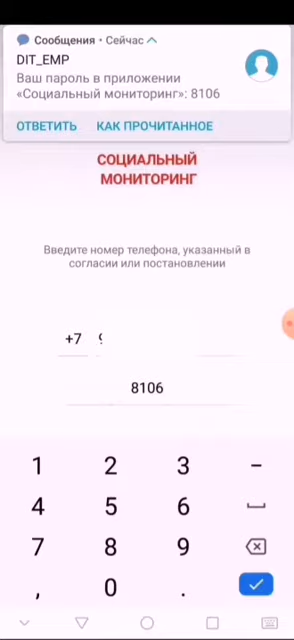 Сообщения • Сейчас
DIT_EMP
Ваш пароль в приложении
«Социальный мониторинг»: 8106
ОТВЕТИТЬ КАК ПРОЧИТАННОЕ
СОЦИАЛЬНЫЙ
МОНИТОРИНГ
Введите номер телефона, указанный в
согласии или постановлении
+7
8106
1 2 3 –
4 5 6
7 8 9
, 0 .